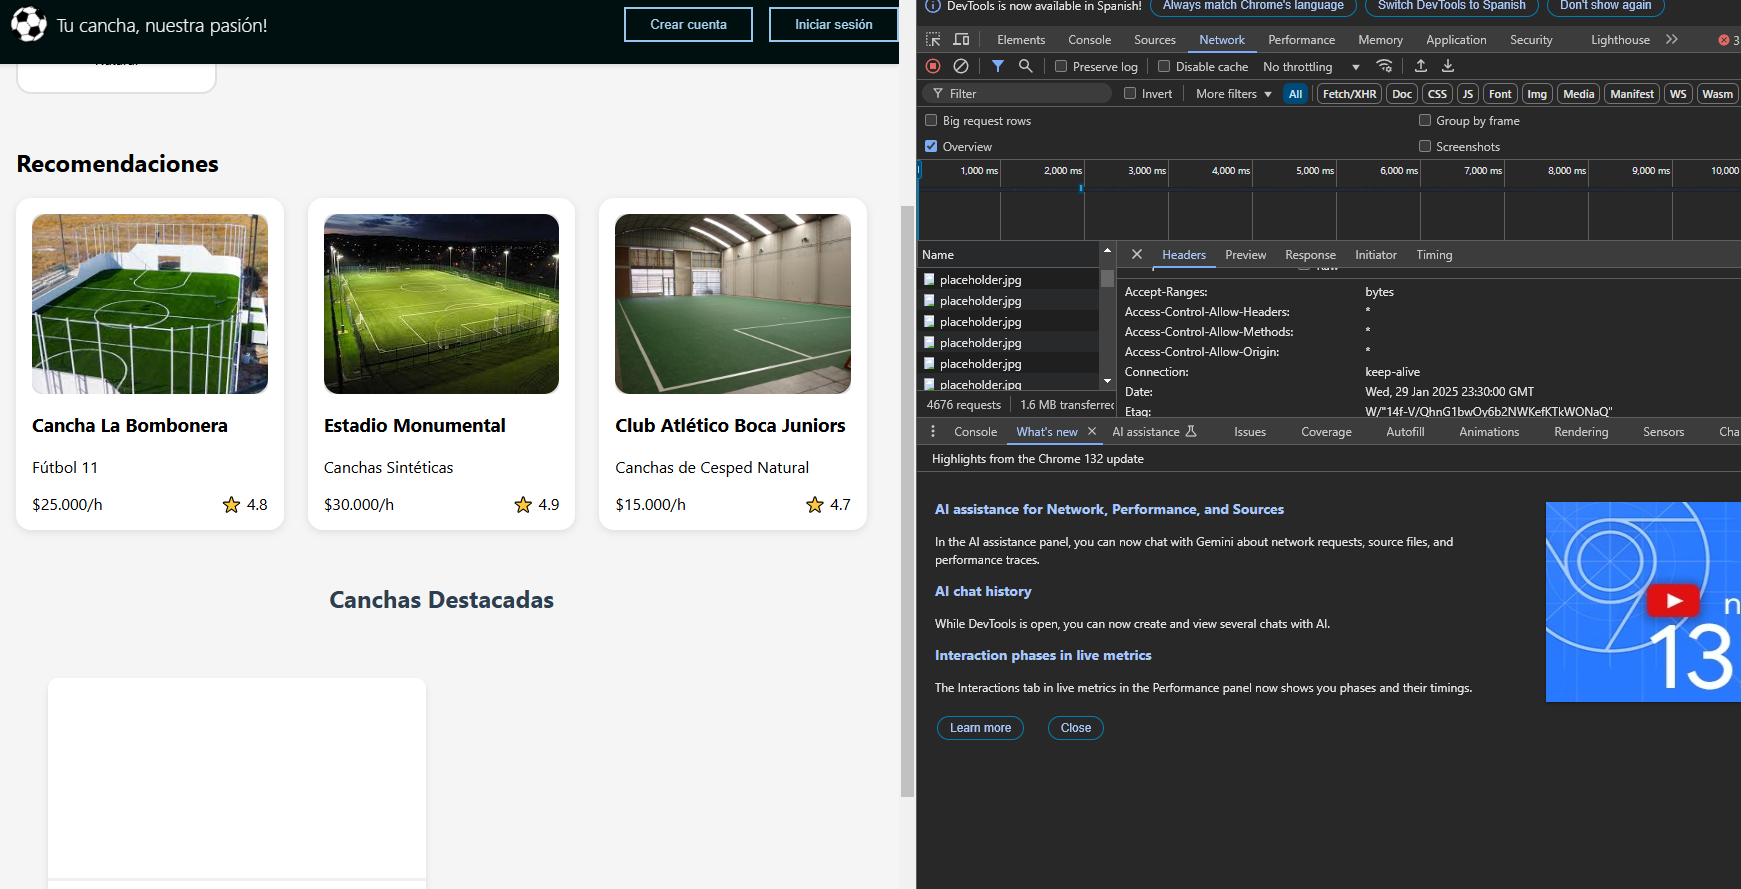 Tu cancha, nuestra pasión!
Crear cuenta
Iniciar sesión
Natural
Recomendaciones
Cancha La Bombonera
Fútbol 11
$25.000/h
4.8
Estadio Monumental
Canchas Sintéticas
$30.000/h
4.9
Club Atlético Boca Juniors
Canchas de Cesped Natural
$15.000/h
4.7
Canchas Destacadas
DevTools is now available in Spanish!
Always match Chrome's language
Switch DevTools to Spanish
Don't show again
Elements Console Sources Network Performance Memory Application Security Lighthouse 3
Preserve log Disable cache No throttling
Filter Invert More filters All Fetch/XHR Doc CSS JS Font Img Media Manifest WS Wasm
Big request rows Group by frame
Overview Screenshots
1,000 ms 2,000 ms 3,000 ms 4,000 ms 5,000 ms 6,000 ms 7,000 ms 8,000 ms 9,000 ms 10,000
Name
placeholder.jpg
placeholder.jpg
placeholder.jpg
placeholder.jpg
placeholder.jpg
placeholder.jpg
4676 requests 1.6 MB transferred
Headers Preview Response Initiator Timing
Raw
Accept-Ranges: bytes
Access-Control-Allow-Headers: *
Access-Control-Allow-Methods: *
Access-Control-Allow-Origin: *
Connection: keep-alive
Date: Wed, 29 Jan 2025 23:30:00 GMT
Etag: W/"14f-V/QhnG1bwOy6b2NWKefKTkWONaQ"
Console What's new AI assistance Issues Coverage Autofill Animations Rendering Sensors Cha
Highlights from the Chrome 132 update
AI assistance for Network, Performance, and Sources
In the AI assistance panel, you can now chat with Gemini about network requests, source files, and
performance traces.
AI chat history
While DevTools is open, you can now create and view several chats with AI.
Interaction phases in live metrics
The Interactions tab in live metrics in the Performance panel now shows you phases and their timings.
Learn more
Close
n
13